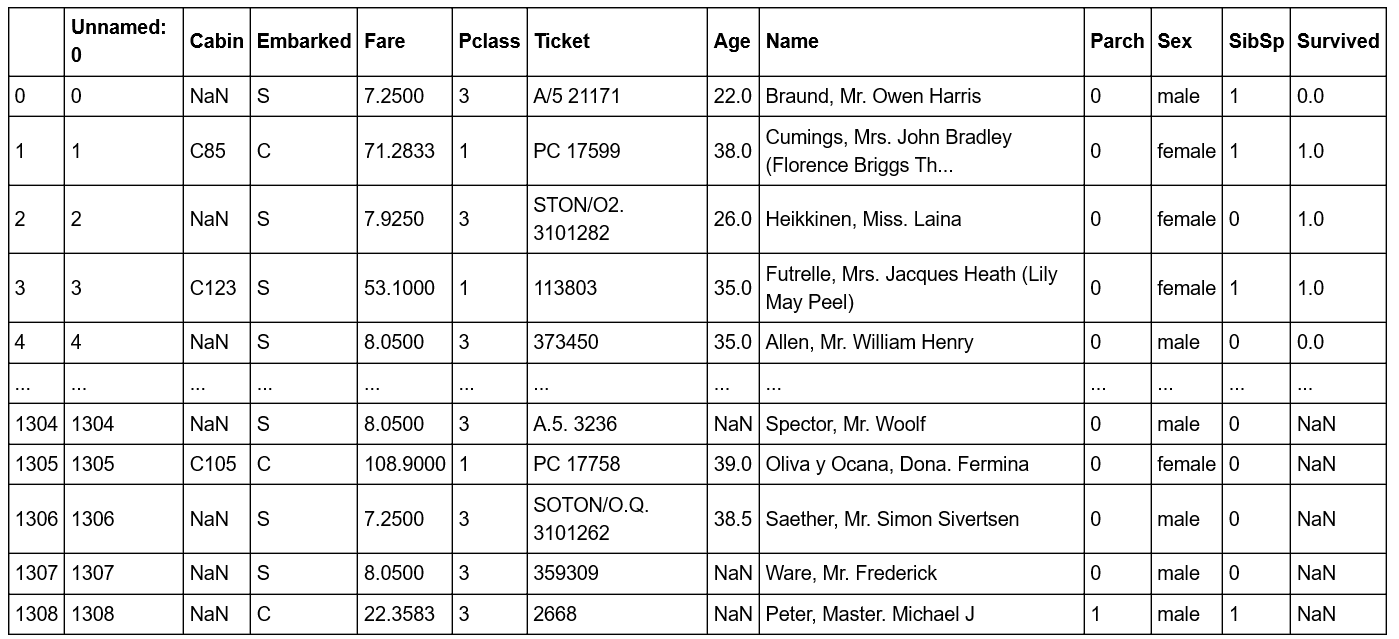 Unnamed: 0 Cabin Embarked Fare Pclass Ticket Age Name Parch Sex SibSp Survived
0 0 NaN S 7.2500 3 A/5 21171 22.0 Braund, Mr. Owen Harris 0 male 1 0.0
1 1 C85 C 71.2833 1 PC 17599 38.0 Cumings, Mrs. John Bradley (Florence Briggs Th... 0 female 1 1.0
2 2 NaN S 7.9250 3 STON/O2. 3101282 26.0 Heikkinen, Miss. Laina 0 female 0 1.0
3 3 C123 S 53.1000 1 113803 35.0 Futrelle, Mrs. Jacques Heath (Lily May Peel) 0 female 1 1.0
4 4 NaN S 8.0500 3 373450 35.0 Allen, Mr. William Henry 0 male 0 0.0
... ... ... ... ... ... ... ... ... ... ... ... ...
1304 1304 NaN S 8.0500 3 A.5. 3236 NaN Spector, Mr. Woolf 0 male 0 NaN
1305 1305 C105 C 108.9000 1 PC 17758 39.0 Oliva y Ocana, Dona. Fermina 0 female 0 NaN
1306 1306 NaN S 7.2500 3 SOTON/O.Q. 3101262 38.5 Saether, Mr. Simon Sivertsen 0 male 0 NaN
1307 1307 NaN S 8.0500 3 359309 NaN Ware, Mr. Frederick 0 male 0 NaN
1308 1308 NaN C 22.3583 3 2668 NaN Peter, Master. Michael J 1 male 1 NaN